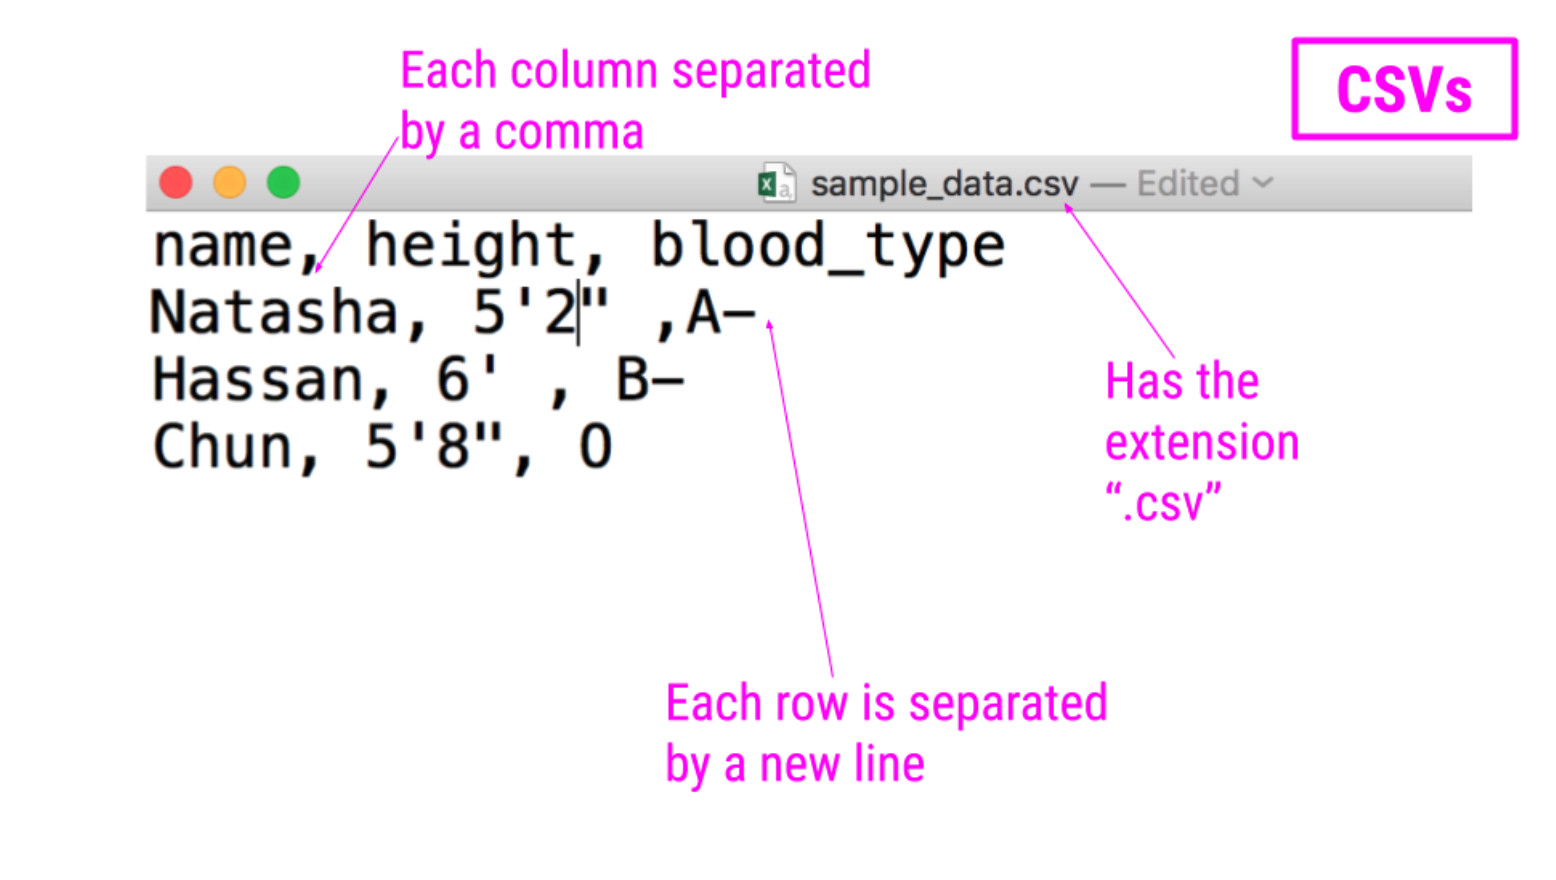 Each column separated
by a comma
CSVs
sample_data.csv — Edited
name, height, blood_type
Natasha, 5'2" ,A-
Hassan, 6' , B-
Chun, 5'8", O
Has the
extension
“.csv”
Each row is separated
by a new line